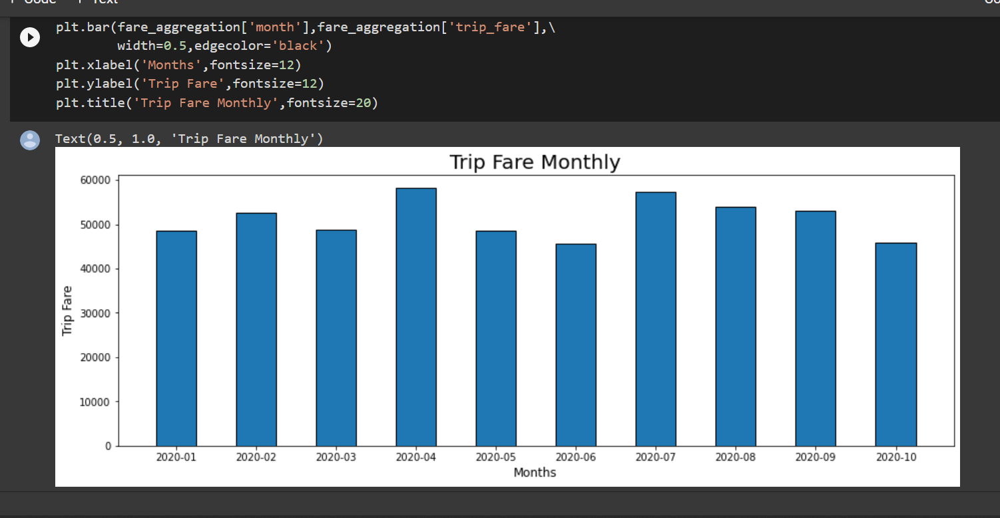 + Code + Text
plt.bar(fare_aggregation['month'],fare_aggregation['trip_fare'],\
width=0.5,edgecolor='black')
plt.xlabel('Months',fontsize=12)
plt.ylabel('Trip Fare',fontsize=12)
plt.title('Trip Fare Monthly',fontsize=20)
Text(0.5, 1.0, 'Trip Fare Monthly')
Trip Fare Monthly
60000
50000
40000
30000
20000
10000
0
Trip Fare
2020-01 2020-02 2020-03 2020-04 2020-05 2020-06 2020-07 2020-08 2020-09 2020-10
Months